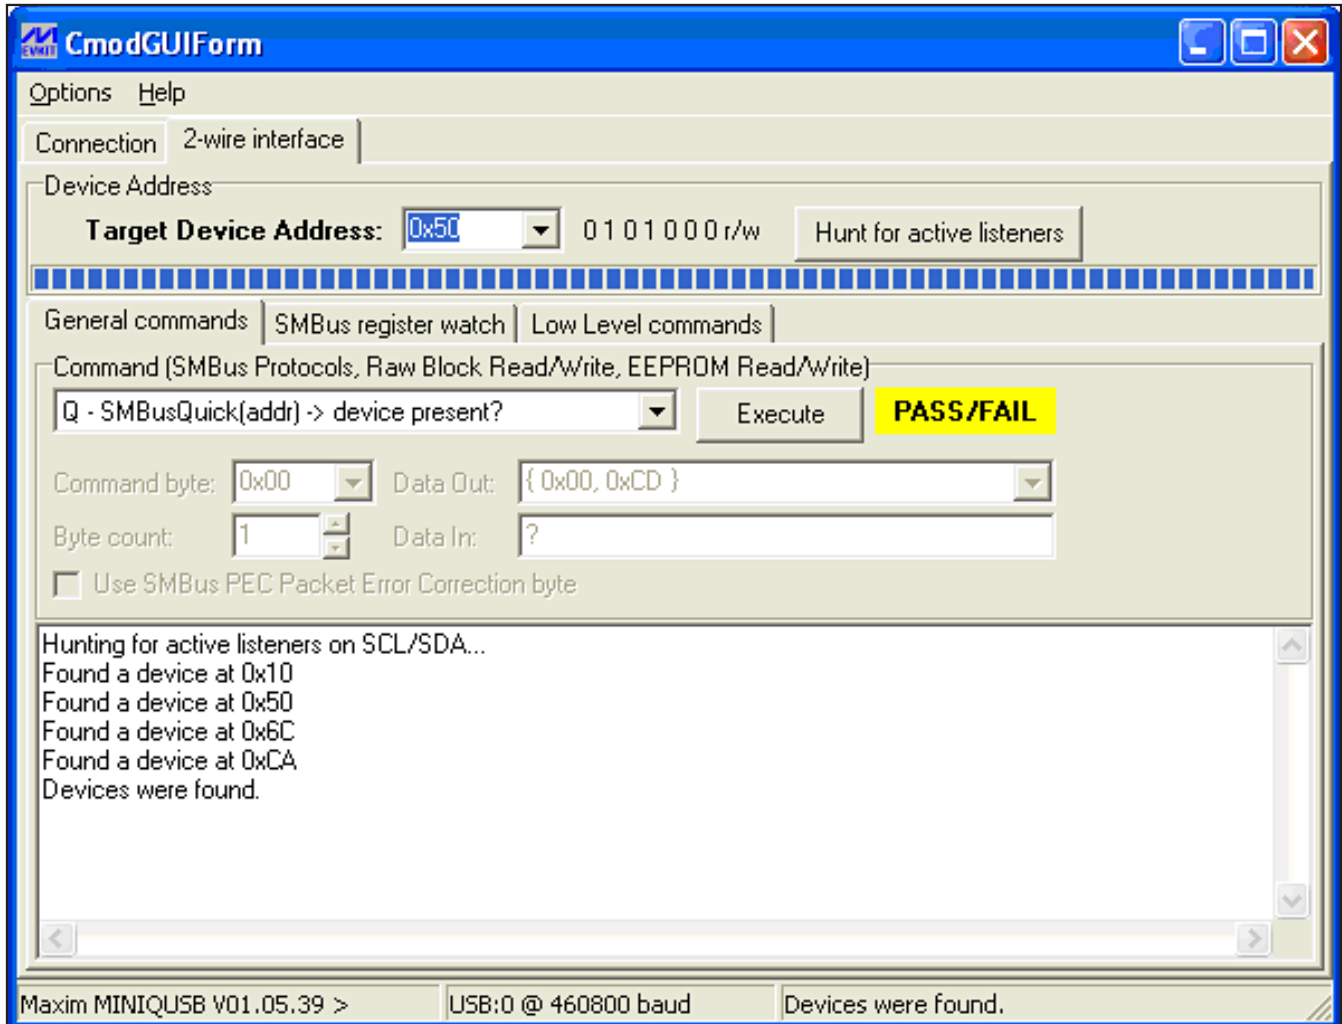 EVKIT CmodGUIForm
Options Help
Connection 2-wire interface
Device Address
Target Device Address: 0x50 0 1 0 1 0 0 0 r/w Hunt for active listeners
General commands SMBus register watch Low Level commands
Command (SMBus Protocols, Raw Block Read/Write, EEPROM Read/Write)
Q - SMBusQuick(addr) -> device present? Execute PASS/FAIL
Command byte: 0x00 Data Out: { 0x00, 0xCD }
Byte count: 1 Data In: ?
Use SMBus PEC Packet Error Correction byte
Hunting for active listeners on SCL/SDA...
Found a device at 0x10
Found a device at 0x50
Found a device at 0x6C
Found a device at 0xCA
Devices were found.
Maxim MINIQUSB V01.05.39 > USB:0 @ 460800 baud Devices were found.